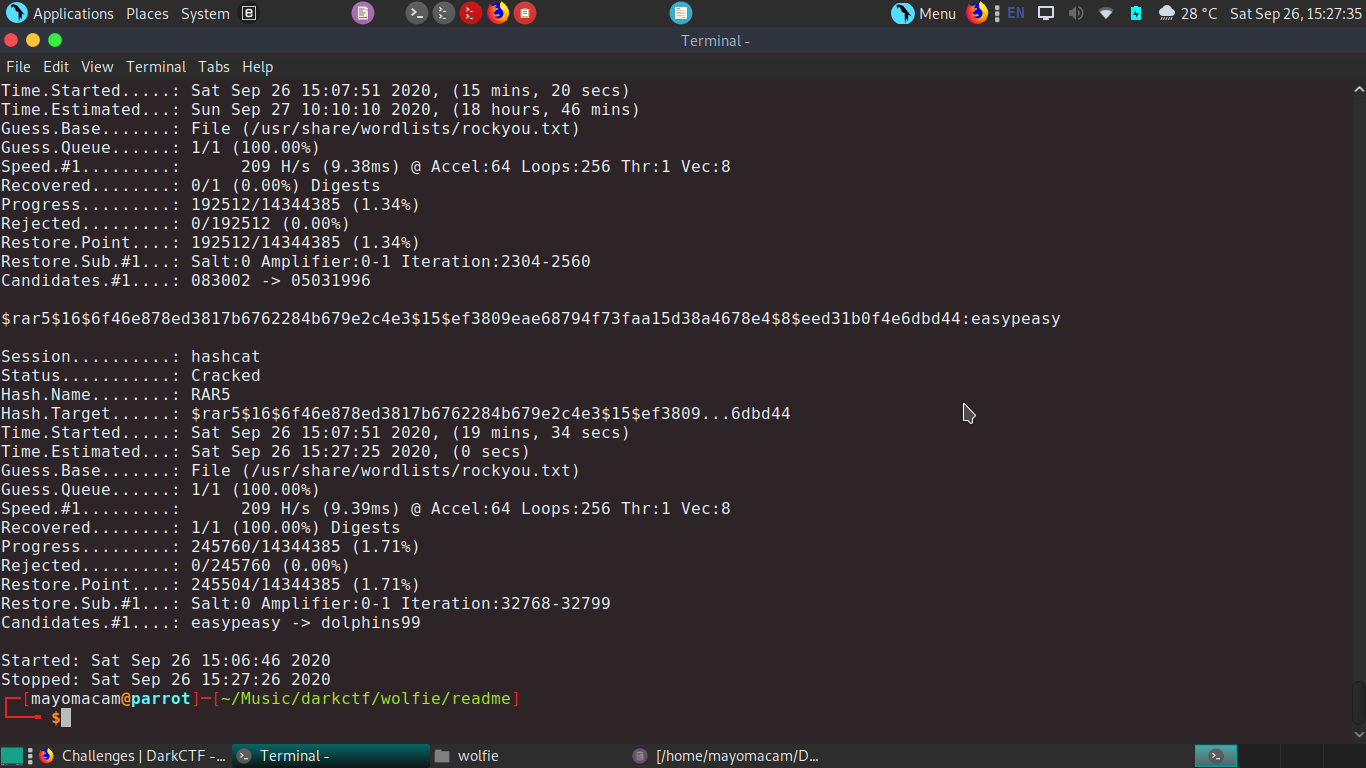 Applications Places System Menu EN 28 °C Sat Sep 26, 15:27:35
Terminal -
File Edit View Terminal Tabs Help
Time.Started.....: Sat Sep 26 15:07:51 2020, (15 mins, 20 secs)
Time.Estimated...: Sun Sep 27 10:10:10 2020, (18 hours, 46 mins)
Guess.Base.......: File (/usr/share/wordlists/rockyou.txt)
Guess.Queue......: 1/1 (100.00%)
Speed.#1.........:      209 H/s (9.38ms) @ Accel:64 Loops:256 Thr:1 Vec:8
Recovered........: 0/1 (0.00%) Digests
Progress.........: 192512/14344385 (1.34%)
Rejected.........: 0/192512 (0.00%)
Restore.Point....: 192512/14344385 (1.34%)
Restore.Sub.#1...: Salt:0 Amplifier:0-1 Iteration:2304-2560
Candidates.#1....: 083002 -> 05031996
$rar5$16$6f46e878ed3817b6762284b679e2c4e3$15$ef3809eae68794f73faa15d38a4678e4$8$eed31b0f4e6dbd44:easypeasy
Session..........: hashcat
Status...........: Cracked
Hash.Name........: RAR5
Hash.Target......: $rar5$16$6f46e878ed3817b6762284b679e2c4e3$15$ef3809...6dbd44
Time.Started.....: Sat Sep 26 15:07:51 2020, (19 mins, 34 secs)
Time.Estimated...: Sat Sep 26 15:27:25 2020, (0 secs)
Guess.Base.......: File (/usr/share/wordlists/rockyou.txt)
Guess.Queue......: 1/1 (100.00%)
Speed.#1.........:      209 H/s (9.39ms) @ Accel:64 Loops:256 Thr:1 Vec:8
Recovered........: 1/1 (100.00%) Digests
Progress.........: 245760/14344385 (1.71%)
Rejected.........: 0/245760 (0.00%)
Restore.Point....: 245504/14344385 (1.71%)
Restore.Sub.#1...: Salt:0 Amplifier:0-1 Iteration:32768-32799
Candidates.#1....: easypeasy -> dolphins99
Started: Sat Sep 26 15:06:46 2020
Stopped: Sat Sep 26 15:27:26 2020
┌─[mayomacam@parrot]─[~/Music/darkctf/wolfie/readme]
└──╼ $
Challenges | DarkCTF -... Terminal - wolfie [/home/mayomacam/D...